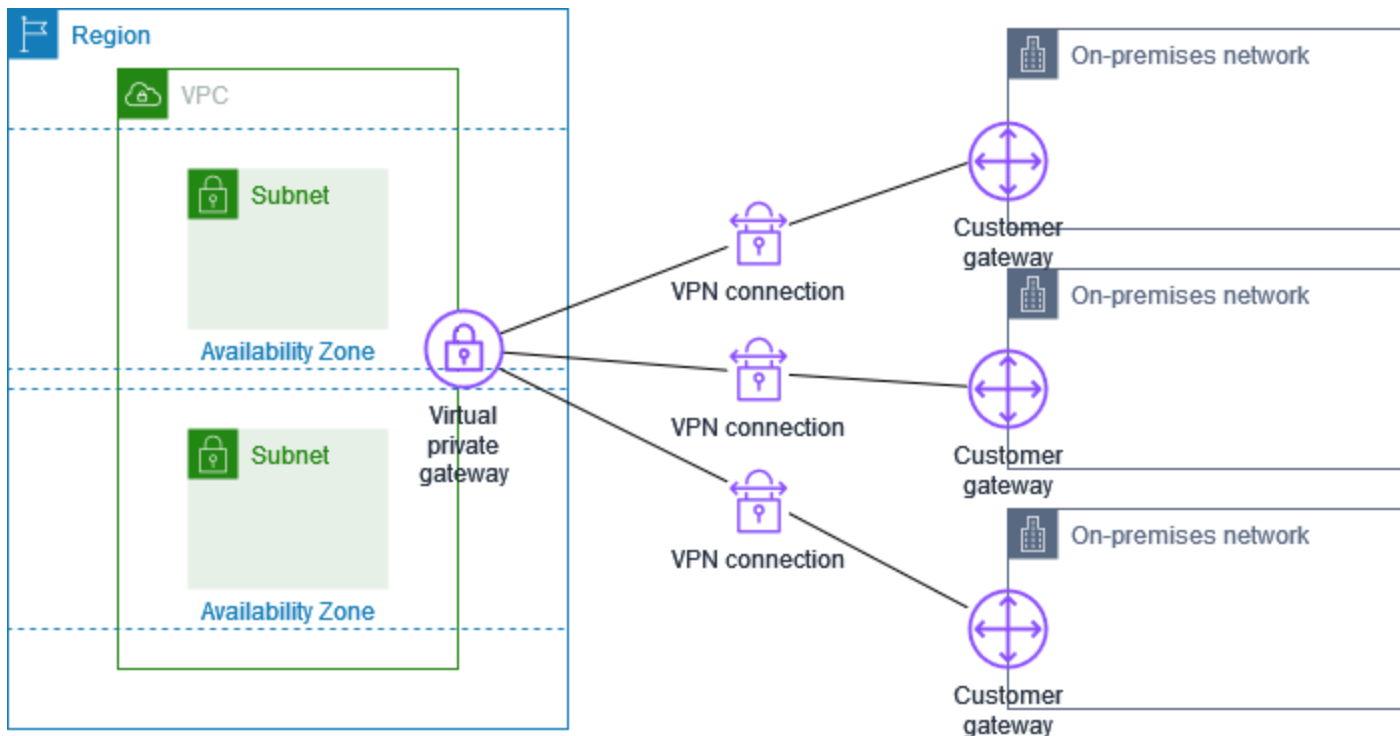 Region
VPC
Subnet
Availability Zone
Subnet
Availability Zone
Virtual
private
gateway
VPN connection
VPN connection
VPN connection
On-premises network
Customer
gateway
On-premises network
Customer
gateway
On-premises network
Customer
gateway